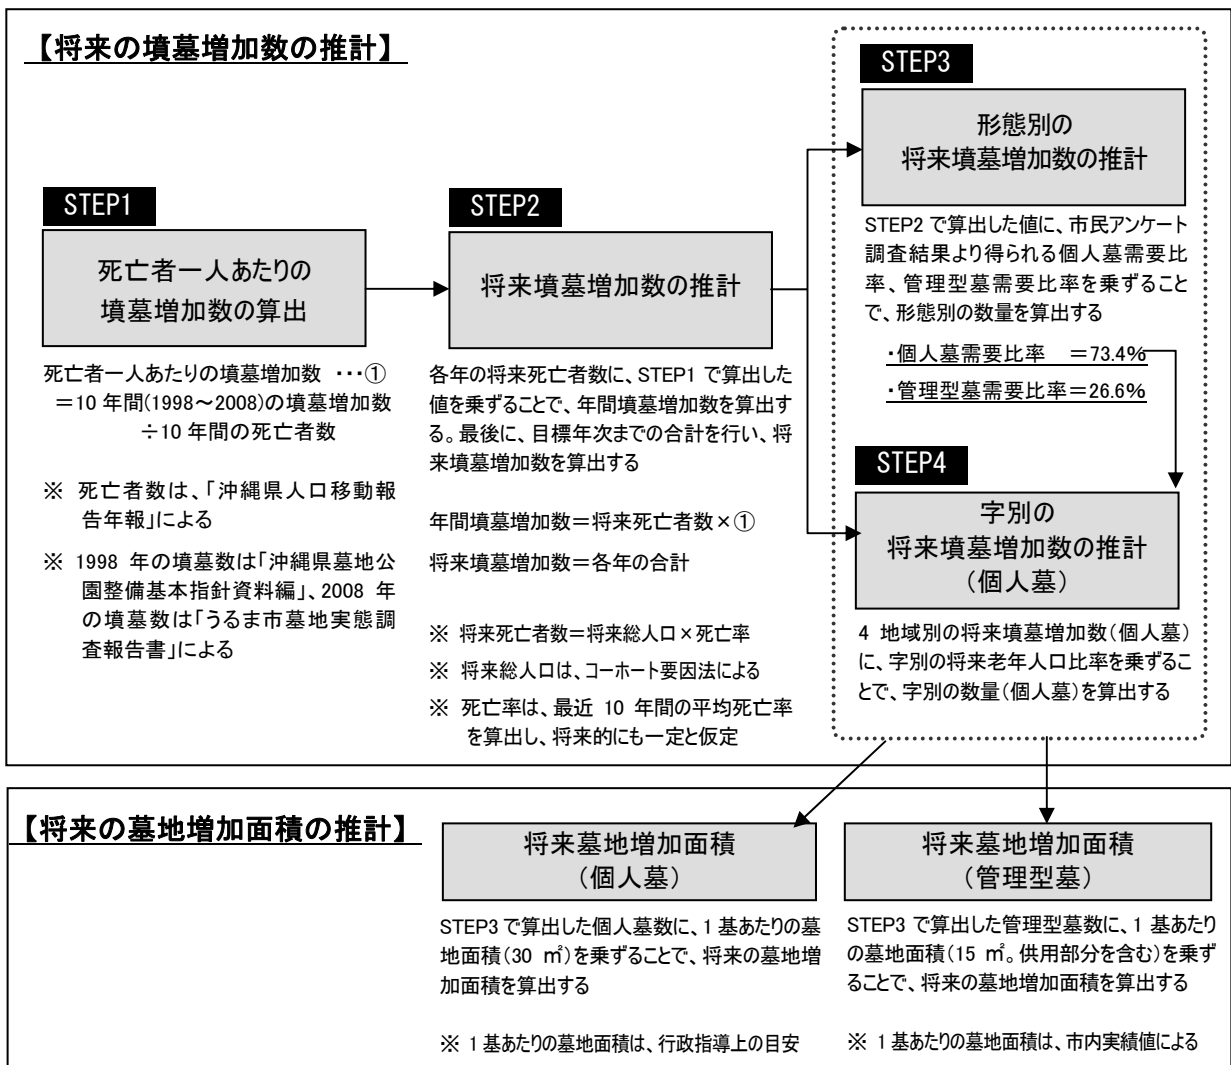 【将来の墳墓増加数の推計】
STEP1
死亡者一人あたりの
墳墓増加数の算出
死亡者一人あたりの墳墓増加数 ・・・①
＝10 年間(1998～2008)の墳墓増加数
÷10 年間の死亡者数
※ 死亡者数は、「沖縄県人口移動報
告年報」による
※ 1998 年の墳墓数は「沖縄県墓地公
園整備基本指針資料編」、2008 年
の墳墓数は「うるま市墓地実態調
査報告書」による
STEP2
将来墳墓増加数の推計
各年の将来死亡者数に、STEP1 で算出した
値を乗ずることで、年間墳墓増加数を算出す
る。最後に、目標年次までの合計を行い、将
来墳墓増加数を算出する
年間墳墓増加数＝将来死亡者数×①
将来墳墓増加数＝各年の合計
※ 将来死亡者数＝将来総人口×死亡率
※ 将来総人口は、コーホート要因法による
※ 死亡率は、最近 10 年間の平均死亡率
を算出し、将来的にも一定と仮定
STEP3
形態別の
将来墳墓増加数の推計
STEP2 で算出した値に、市民アンケート
調査結果より得られる個人墓需要比
率、管理型墓需要比率を乗ずること
で、形態別の数量を算出する
・個人墓需要比率 ＝73.4%
・管理型墓需要比率＝26.6%
STEP4
字別の
将来墳墓増加数の推計
（個人墓）
4 地域別の将来墳墓増加数（個人墓）
に、字別の将来老年人口比率を乗ずるこ
とで、字別の数量（個人墓）を算出する
【将来の墓地増加面積の推計】
将来墓地増加面積
（個人墓）
STEP3 で算出した個人墓数に、1 基あたりの墓
地面積（30 ㎡）を乗ずることで、将来の墓地増
加面積を算出する
※ 1 基あたりの墓地面積は、行政指導上の目安
将来墓地増加面積
（管理型墓）
STEP3 で算出した管理型墓数に、1 基あたり
の墓地面積（15 ㎡。供用部分を含む）を乗ず
ることで、将来の墓地増加面積を算出する
※ 1 基あたりの墓地面積は、市内実績値による